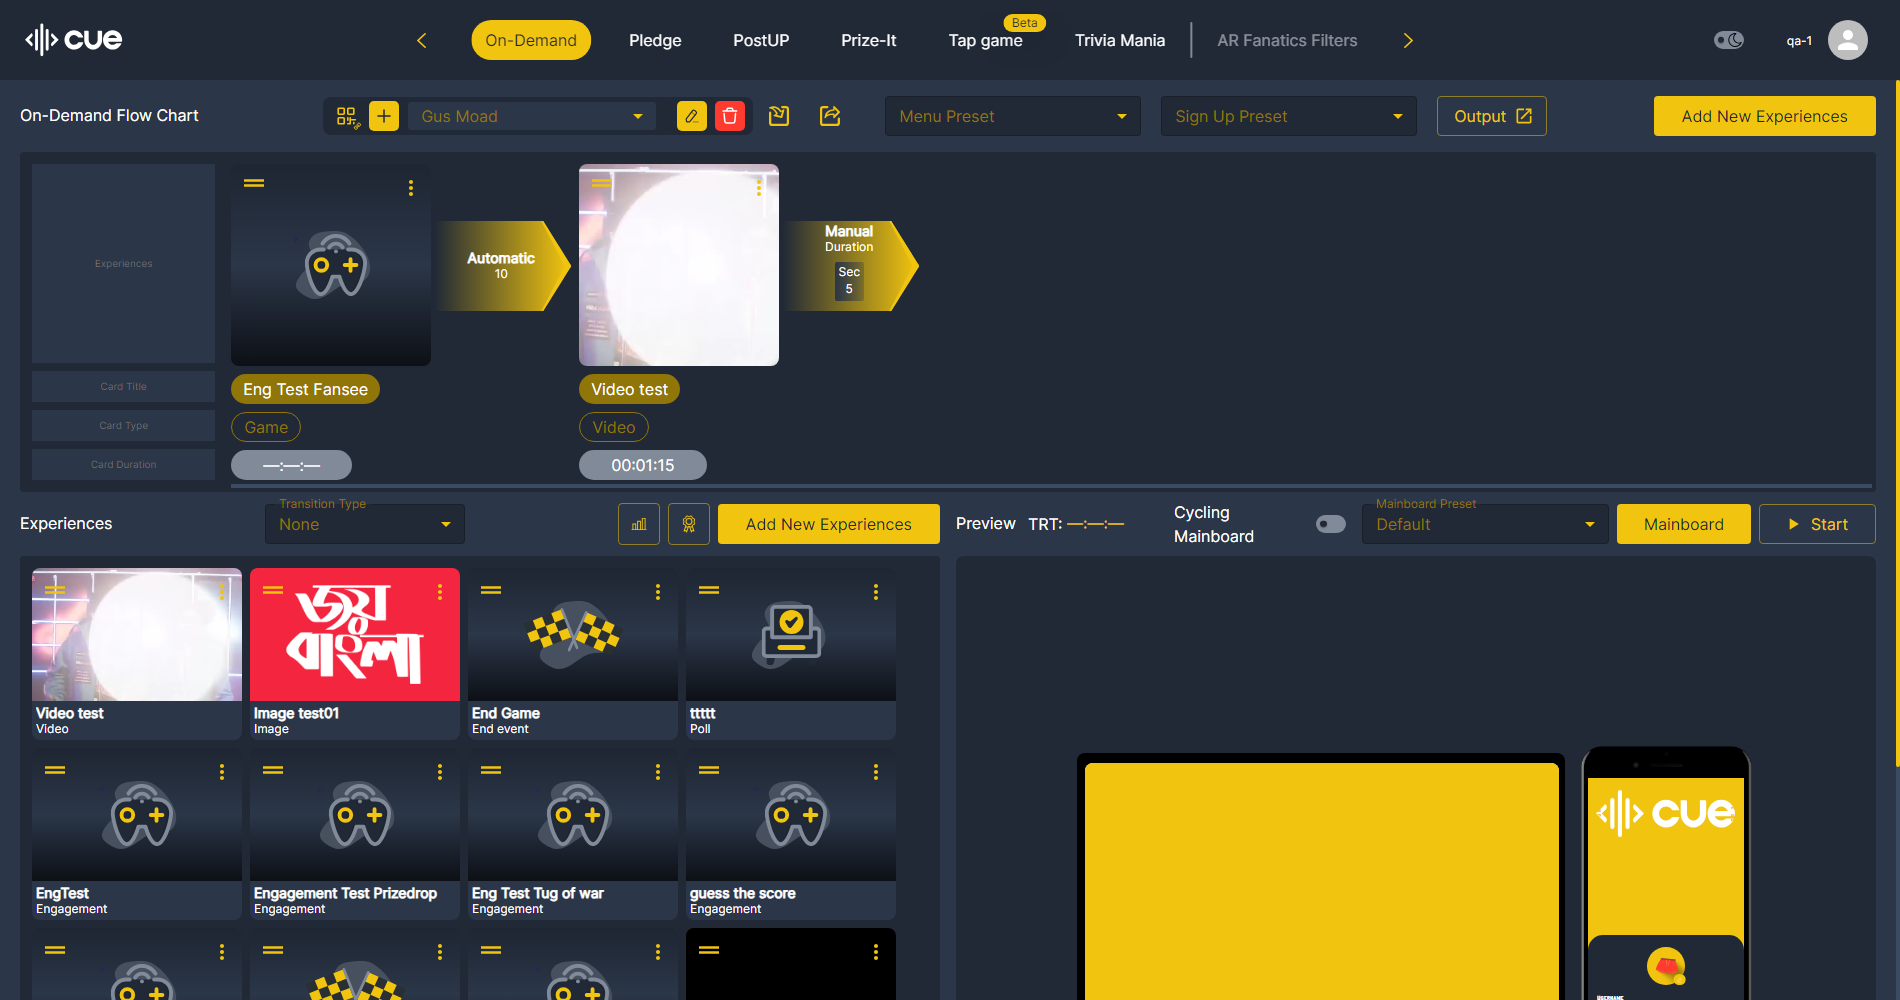 cue
On-Demand
Pledge
PostUP
Prize-It
Tap game
Beta
Trivia Mania
AR Fanatics Filters
qa-1
On-Demand Flow Chart
Gus Moad
Menu Preset
Sign Up Preset
Output
Add New Experiences
Experiences
Card Title
Card Type
Card Duration
Automatic
10
Manual
Duration
Sec
5
Eng Test Fansee
Game
—:—:—
Video test
Video
00:01:15
Experiences
Transition Type
None
Add New Experiences
Preview
TRT: —:—:—
Cycling
Mainboard
Mainboard Preset
Default
Mainboard
Start
জয়
বাংলা
Video test
Video
Image test01
Image
End Game
End event
ttttt
Poll
EngTest
Engagement
Engagement Test Prizedrop
Engagement
Eng Test Tug of war
Engagement
guess the score
Engagement
cue
USERNAME